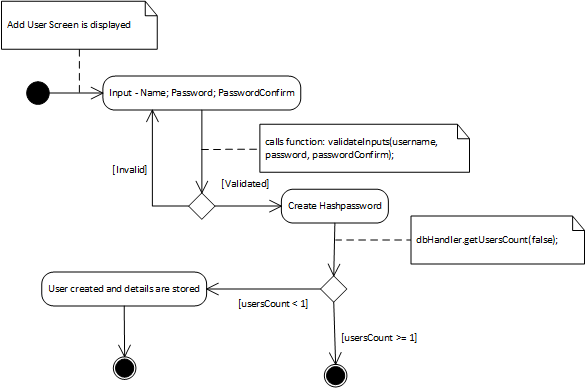 Add User Screen is displayed
Input - Name; Password; PasswordConfirm
calls function: validateInputs(username,
password, passwordConfirm);
[Invalid]
[Validated]
Create Hashpassword
dbHandler.getUsersCount(false);
User created and details are stored
[usersCount < 1]
[usersCount >= 1]